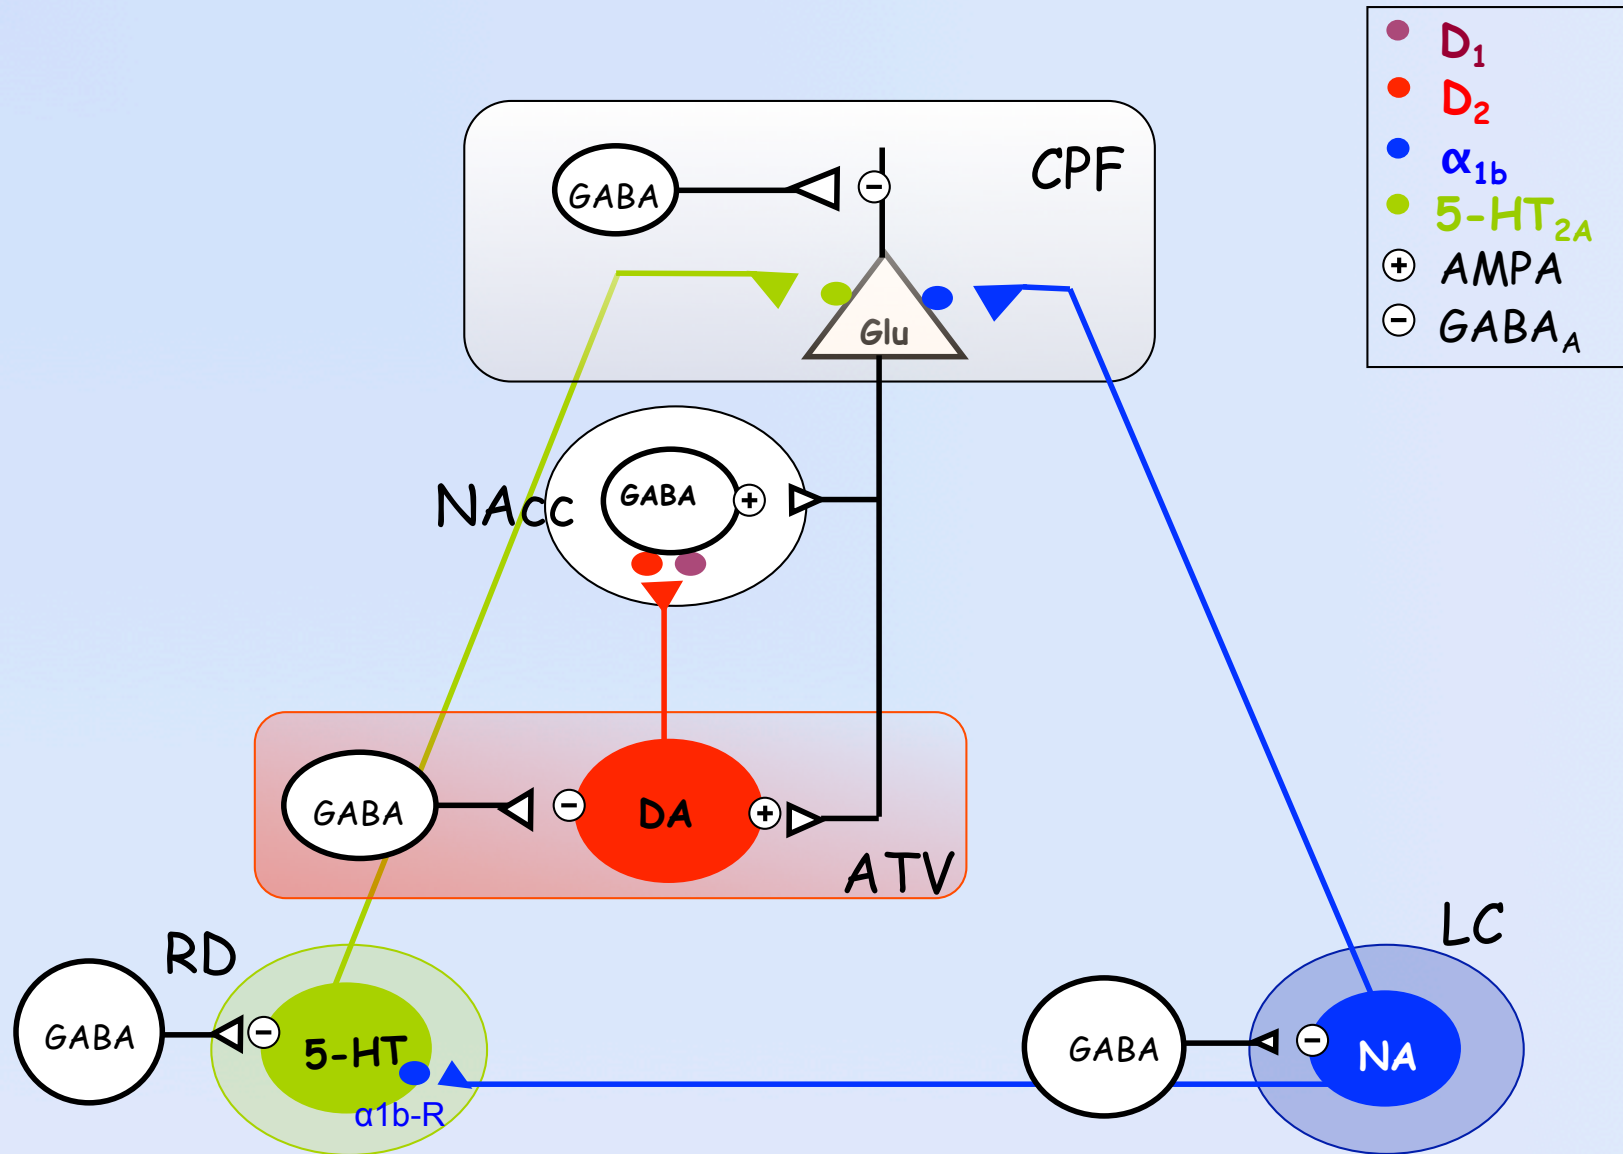 D₁
D₂
α₁b
5-HT₂A
AMPA
GABA_A
+
-
CPF
GABA
-
Glu
NAcc
GABA
+
GABA
-
DA
+
ATV
RD
LC
GABA
-
5-HT
α1b-R
GABA
-
NA